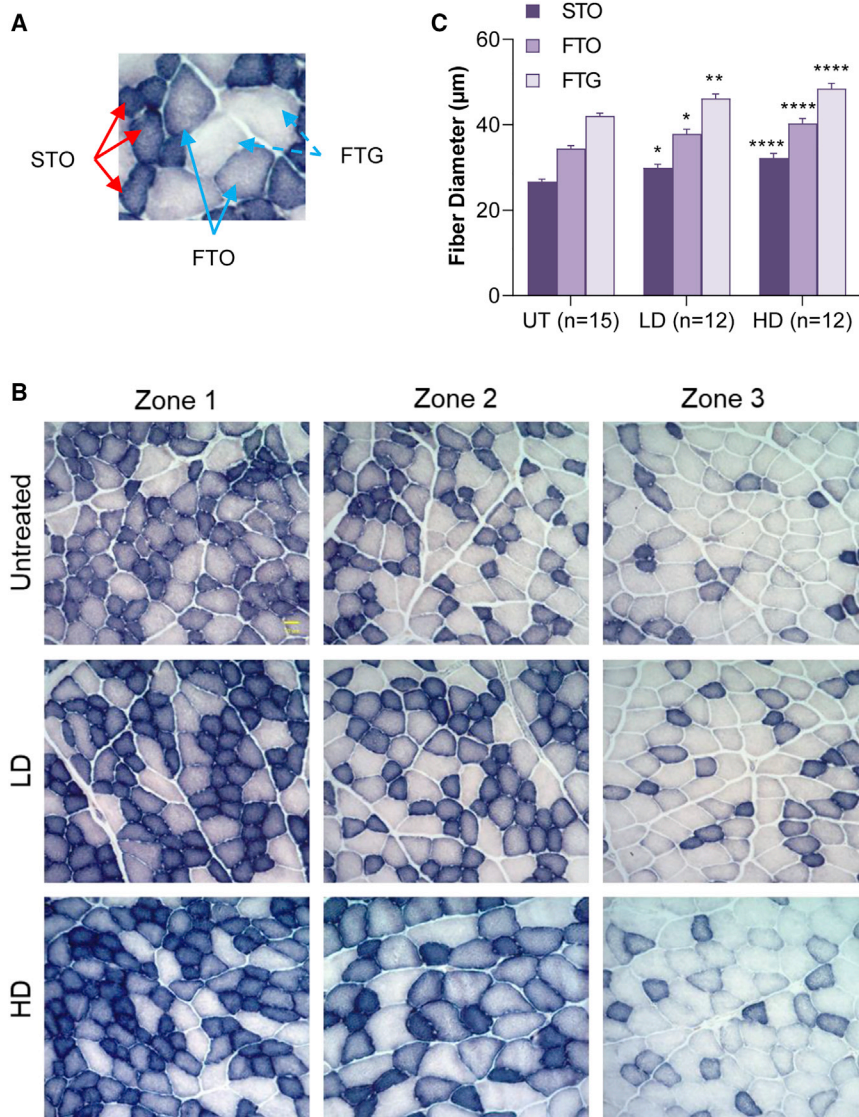 A
STO
FTO
FTG
C
STO
FTO
FTG
Fiber Diameter (µm)
60
40
20
0
*
*
**
****
****
****
UT (n=15)
LD (n=12)
HD (n=12)
B
Zone 1
Zone 2
Zone 3
Untreated
LD
HD